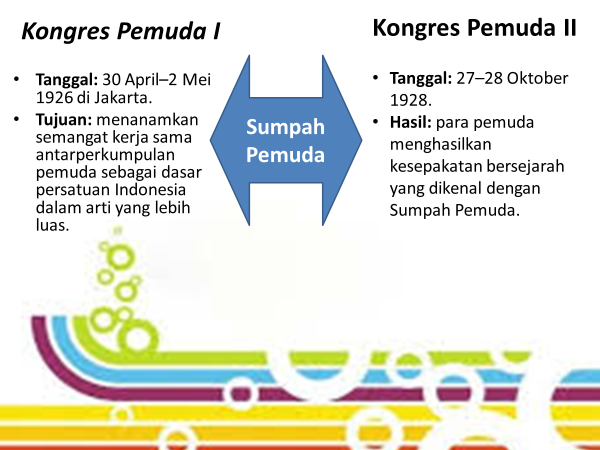 Kongres Pemuda I
• Tanggal: 30 April–2 Mei
1926 di Jakarta.
• Tujuan: menanamkan
semangat kerja sama
antarperkumpulan
pemuda sebagai dasar
persatuan Indonesia
dalam arti yang lebih
luas.
Sumpah
Pemuda
Kongres Pemuda II
• Tanggal: 27–28 Oktober
1928.
• Hasil: para pemuda
menghasilkan
kesepakatan bersejarah
yang dikenal dengan
Sumpah Pemuda.